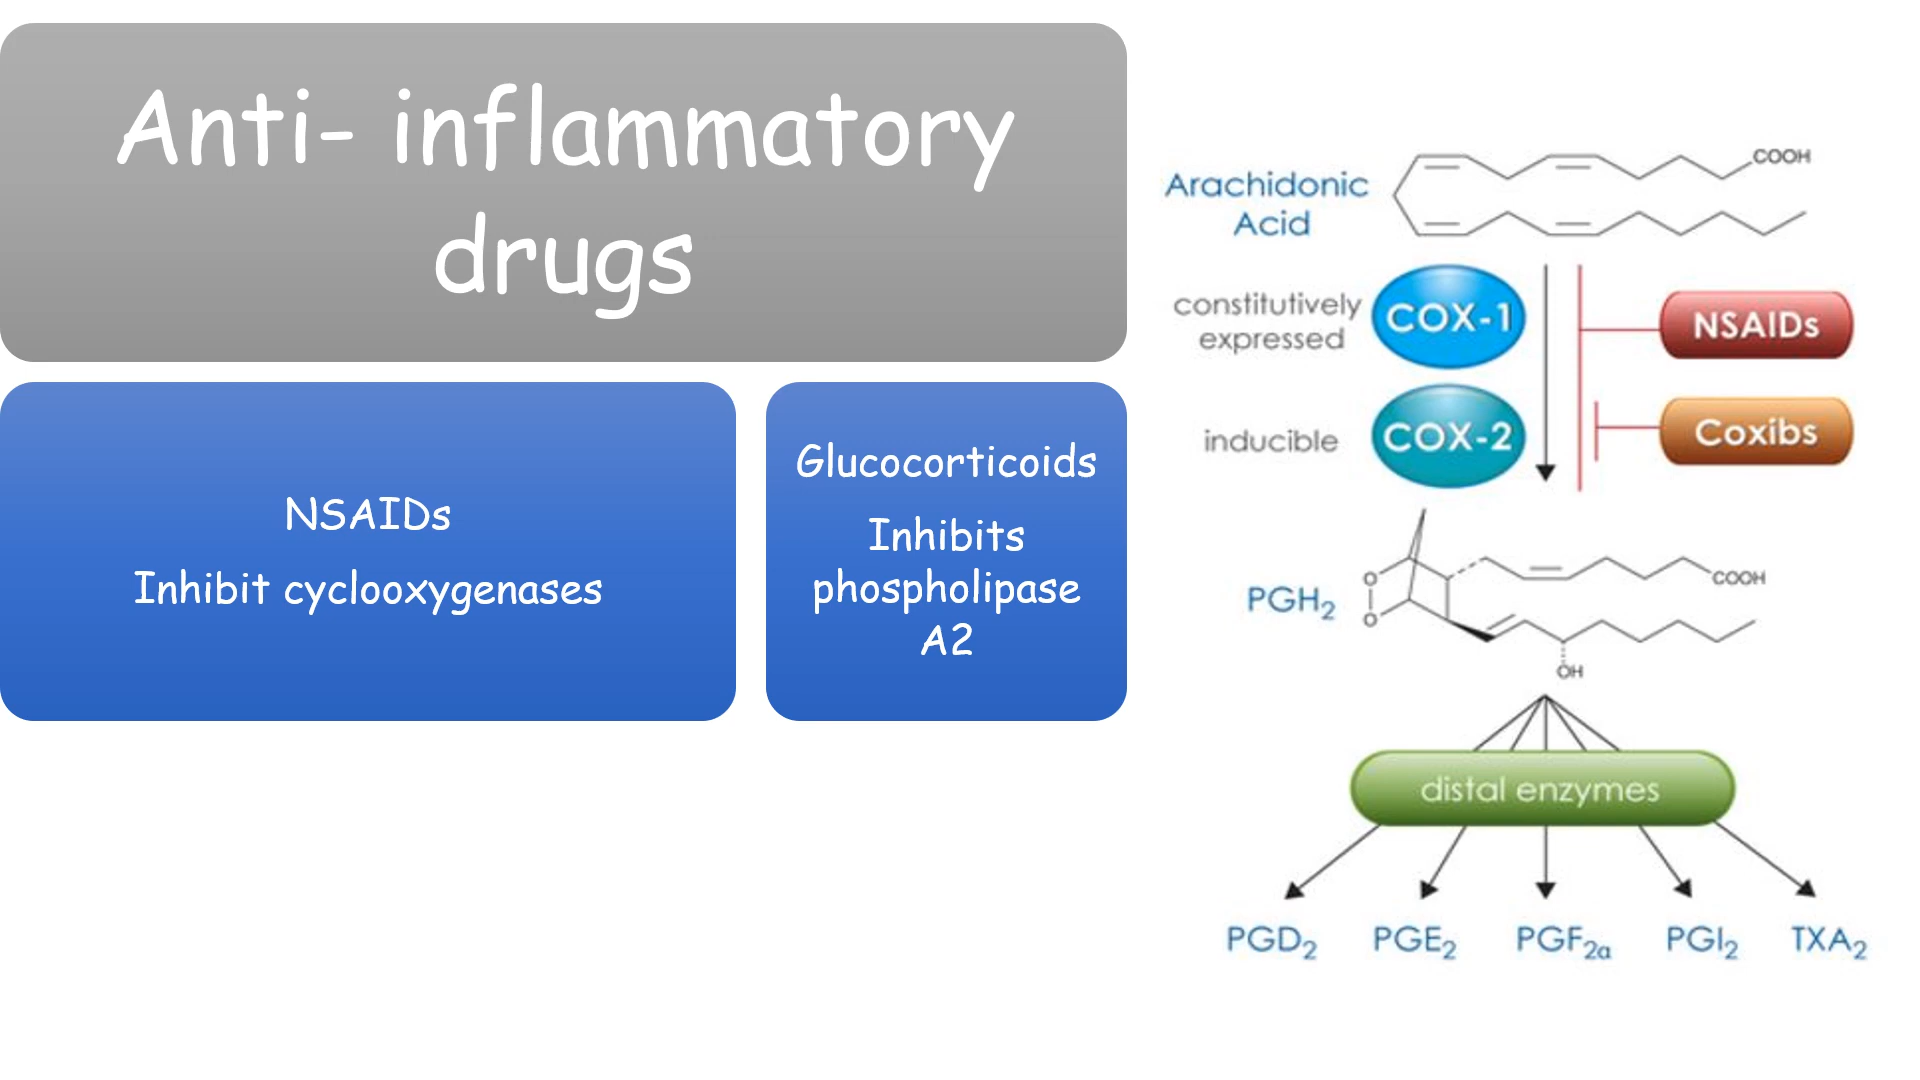 Anti- inflammatory
drugs
NSAIDs
Inhibit cyclooxygenases
Glucocorticoids
Inhibits
phospholipase
A2
Arachidonic
Acid
COOH
constitutively
expressed
COX-1
NSAIDs
inducible
COX-2
Coxibs
PGH₂
O
O
COOH
OH
distal enzymes
PGD₂
PGE₂
PGF₂α
PGI₂
TXA₂